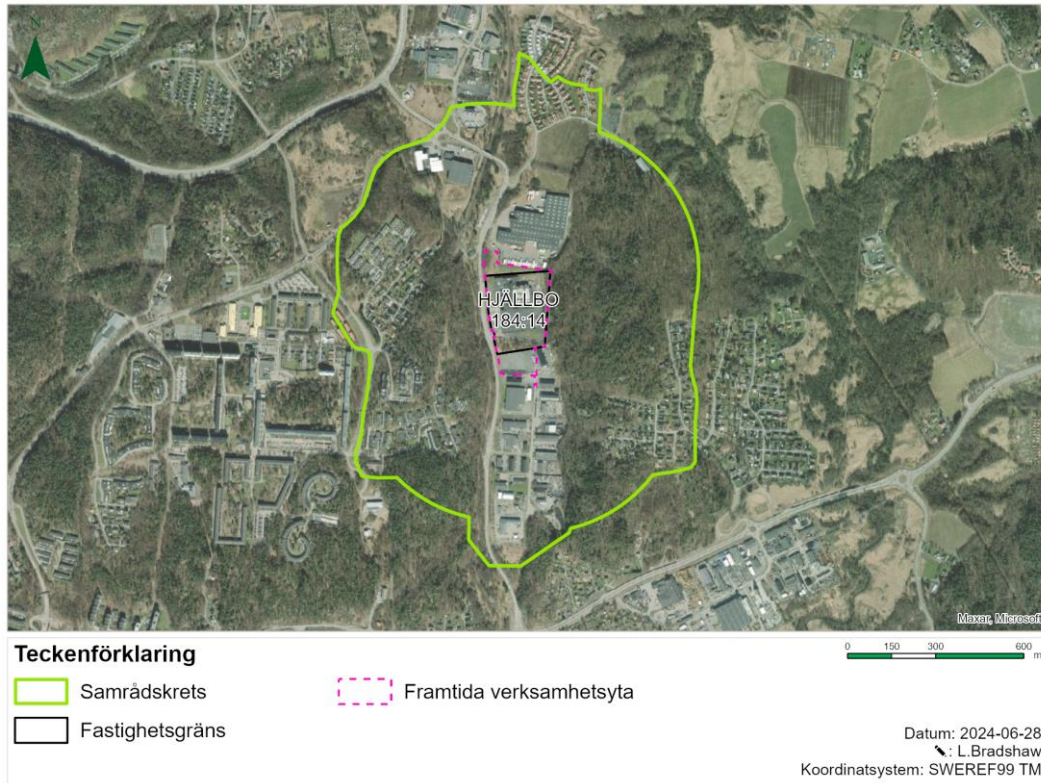 N
HJÄLLBO
184:14
Maxar, Microsoft
Teckenförklaring
0 150 300 600
m
Samrådskrets
Framtida verksamhetsyta
Fastighetsgräns
Datum: 2024-06-28
: L.Bradshaw
Koordinatsystem: SWEREF99 TM